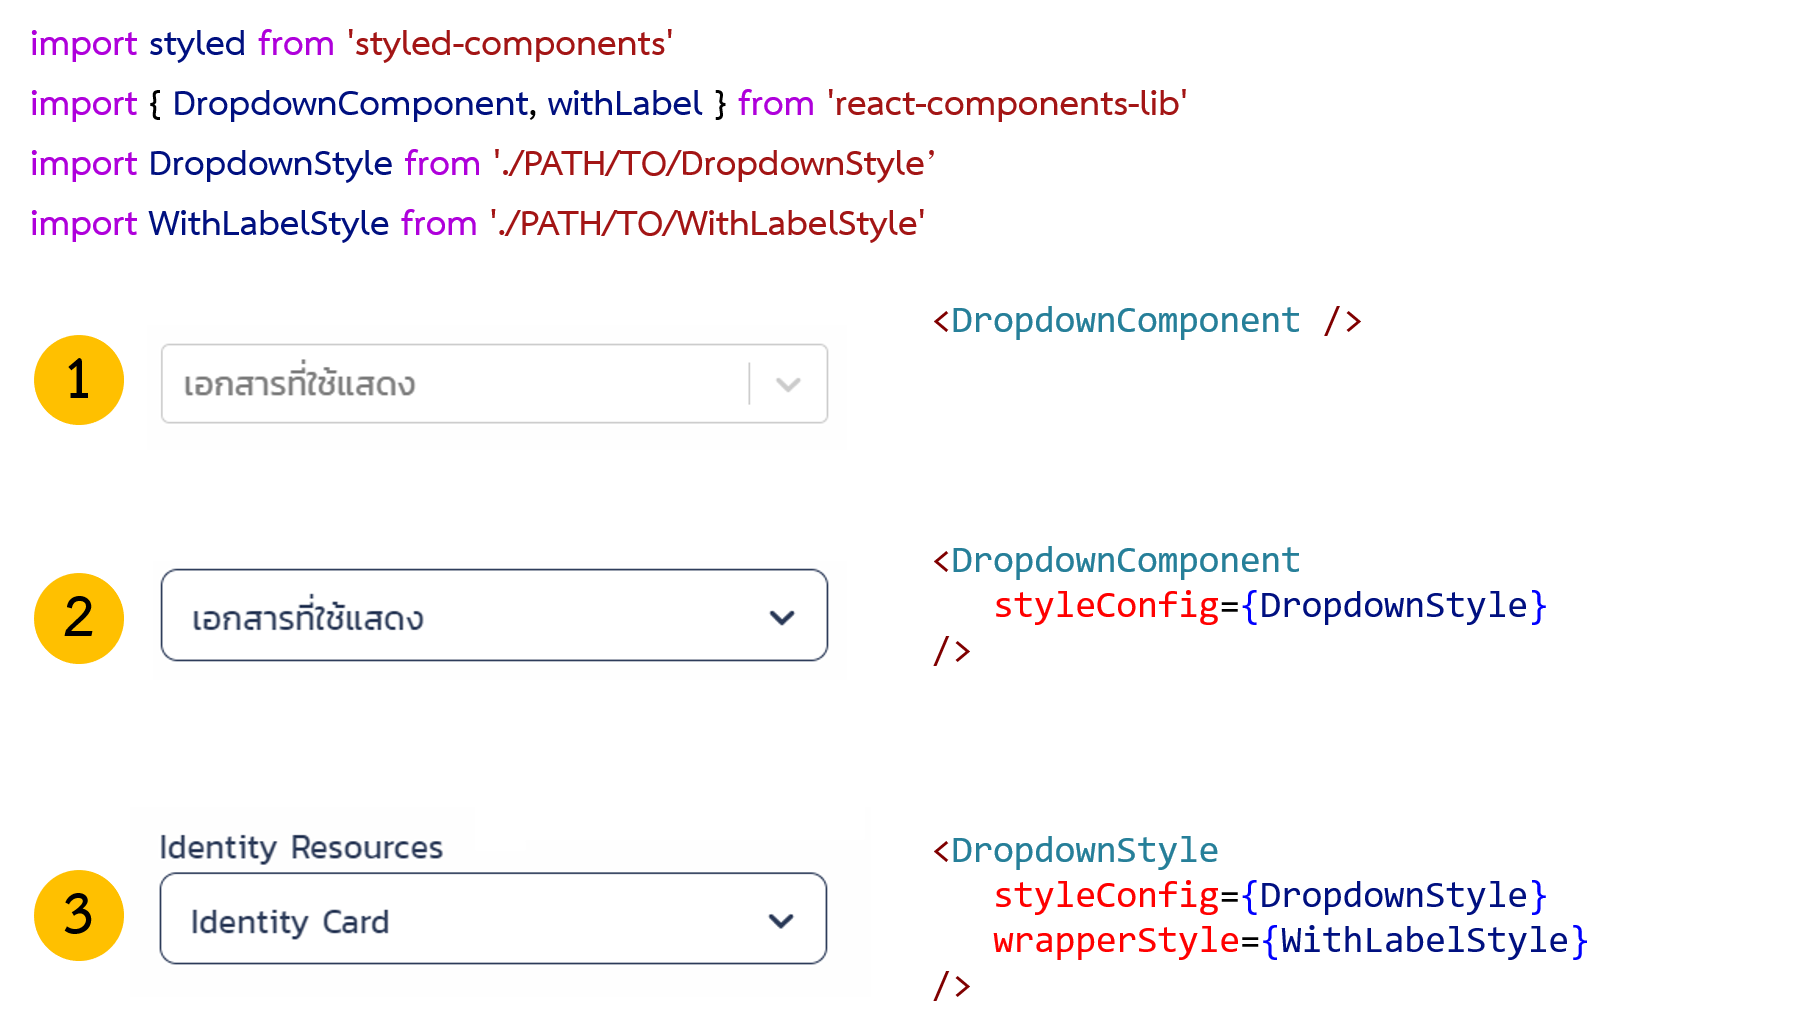 import styled from 'styled-components'
import { DropdownComponent, withLabel } from 'react-components-lib'
import DropdownStyle from './PATH/TO/DropdownStyle’
import WithLabelStyle from './PATH/TO/WithLabelStyle'
1
เอกสารที่ใช้แสดง
<DropdownComponent />
2
เอกสารที่ใช้แสดง
<DropdownComponent
styleConfig={DropdownStyle}
/>
3
Identity Resources
Identity Card
<DropdownStyle
styleConfig={DropdownStyle}
wrapperStyle={WithLabelStyle}
/>